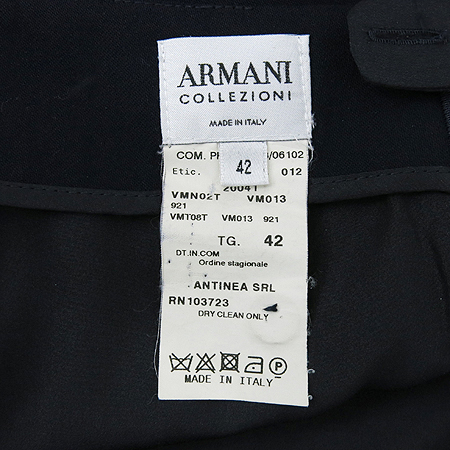 ARMANI
COLLEZIONI
MADE IN ITALY
42
COM. /06102
Etic. 012
20041
VMN02T VM013
921
VMT08T VM013 921
TG. 42
DT.IN.COM
Ordine stagionale
ANTINEA SRL
RN103723
DRY CLEAN ONLY
MADE IN ITALY